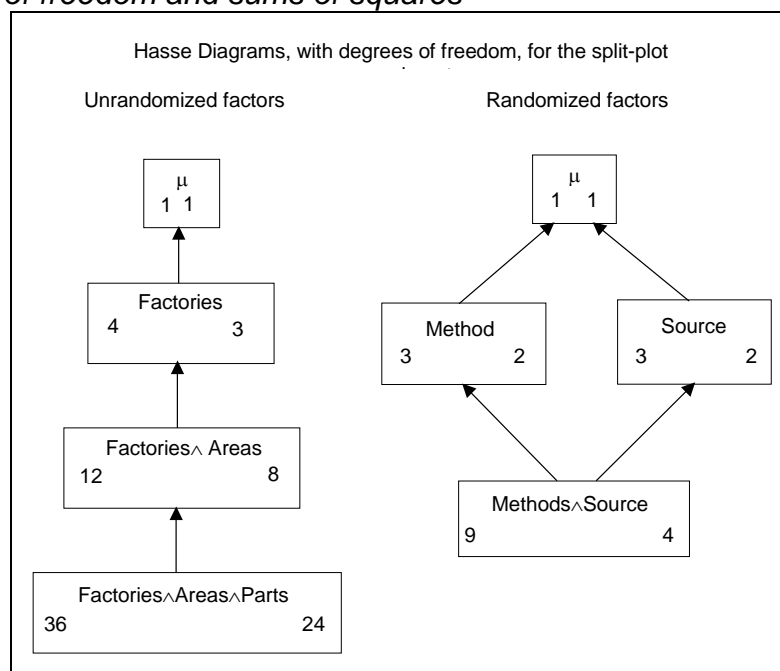 of freedom and sums of squares
Hasse Diagrams, with degrees of freedom, for the split-plot
Unrandomized factors
μ
1 1
Factories
4 3
Factories∧ Areas
12 8
Factories∧Areas∧Parts
36 24
Randomized factors
μ
1 1
Method
3 2
Source
3 2
Methods∧Source
9 4